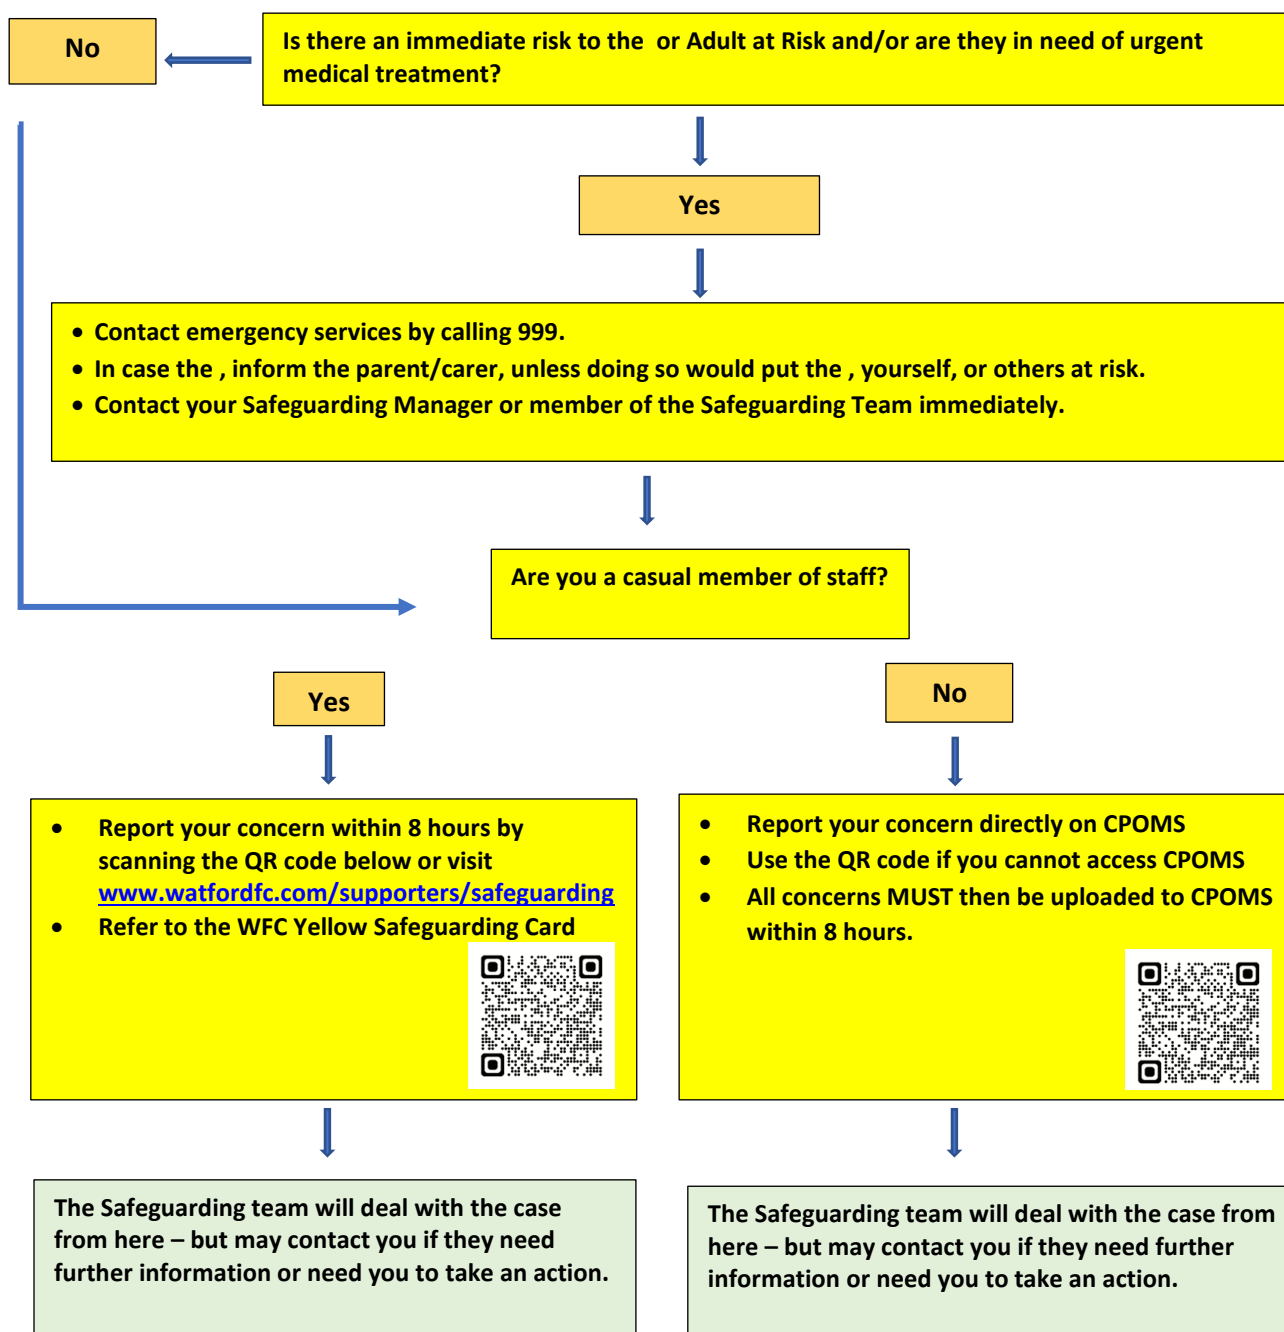 No
Is there an immediate risk to the  or Adult at Risk and/or are they in need of urgent
medical treatment?
Yes
• Contact emergency services by calling 999.
• In case the , inform the parent/carer, unless doing so would put the , yourself, or others at risk.
• Contact your Safeguarding Manager or member of the Safeguarding Team immediately.
Are you a casual member of staff?
Yes
No
• Report your concern within 8 hours by
scanning the QR code below or visit
www.watfordfc.com/supporters/safeguarding
• Refer to the WFC Yellow Safeguarding Card
• Report your concern directly on CPOMS
• Use the QR code if you cannot access CPOMS
• All concerns MUST then be uploaded to CPOMS
within 8 hours.
The Safeguarding team will deal with the case
from here – but may contact you if they need
further information or need you to take an action.
The Safeguarding team will deal with the case from
here – but may contact you if they need further
information or need you to take an action.